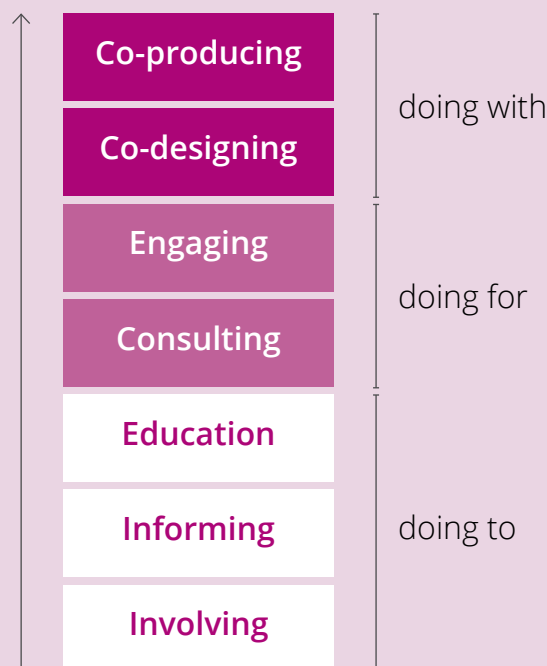 Co-producing
Co-designing
doing with
Engaging
Consulting
doing for
Education
Informing
Involving
doing to